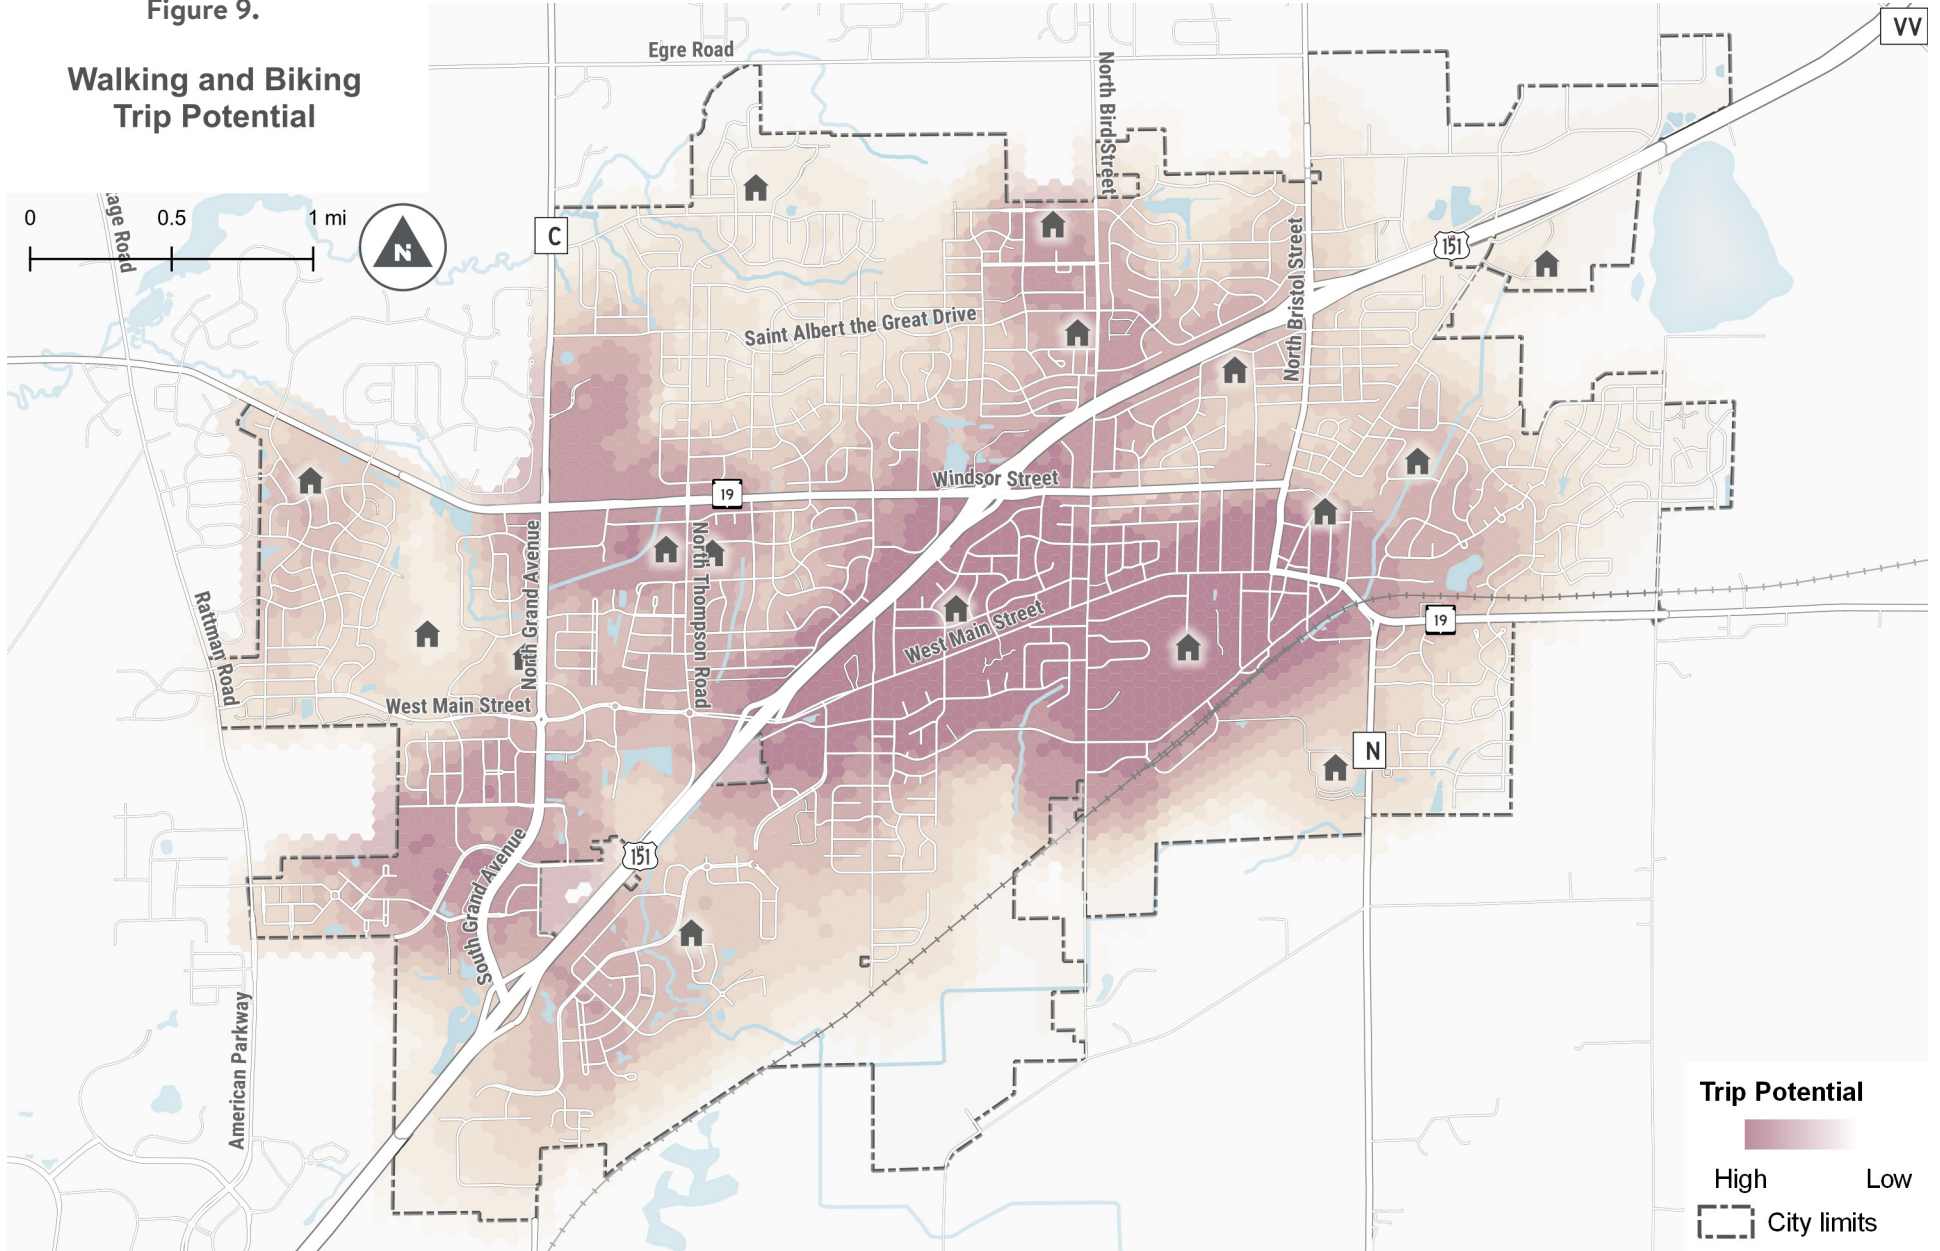 Figure 9.
Walking and Biking
Trip Potential
0 0.5 1 mi
N
VV
Egre Road
North Bird Street
C
151
North Bristol Street
Saint Albert the Great Drive
Windsor Street
19
North Grand Avenue
North Thompson Road
Rattman Road
West Main Street
West Main Street
19
N
South Grand Avenue
US
151
American Parkway
Trip Potential
High Low
City limits